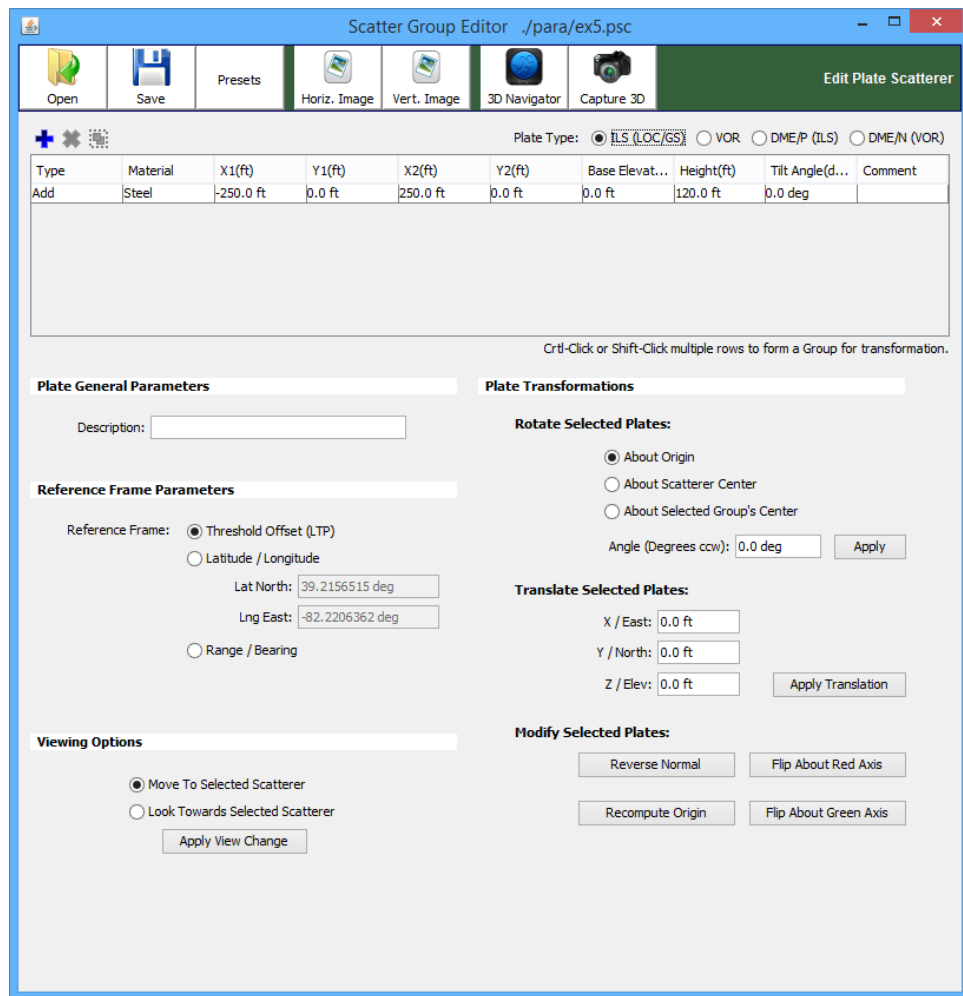 Scatter Group Editor ./para/ex5.psc
Open Save Presets Horiz. Image Vert. Image 3D Navigator Capture 3D Edit Plate Scatterer
Plate Type: ILS (LOC/GS) VOR DME/P (ILS) DME/N (VOR)
Type Material X1(ft) Y1(ft) X2(ft) Y2(ft) Base Elevat... Height(ft) Tilt Angle(d... Comment
Add Steel -250.0 ft 0.0 ft 250.0 ft 0.0 ft 0.0 ft 120.0 ft 0.0 deg
Crtl-Click or Shift-Click multiple rows to form a Group for transformation.
Plate General Parameters
Description:
Reference Frame Parameters
Reference Frame: Threshold Offset (LTP)
Latitude / Longitude
Lat North: 39.2156515 deg
Lng East: -82.2206362 deg
Range / Bearing
Viewing Options
Move To Selected Scatterer
Look Towards Selected Scatterer
Apply View Change
Plate Transformations
Rotate Selected Plates:
About Origin
About Scatterer Center
About Selected Group's Center
Angle (Degrees ccw): 0.0 deg Apply
Translate Selected Plates:
X / East: 0.0 ft
Y / North: 0.0 ft
Z / Elev: 0.0 ft Apply Translation
Modify Selected Plates:
Reverse Normal Flip About Red Axis
Recompute Origin Flip About Green Axis